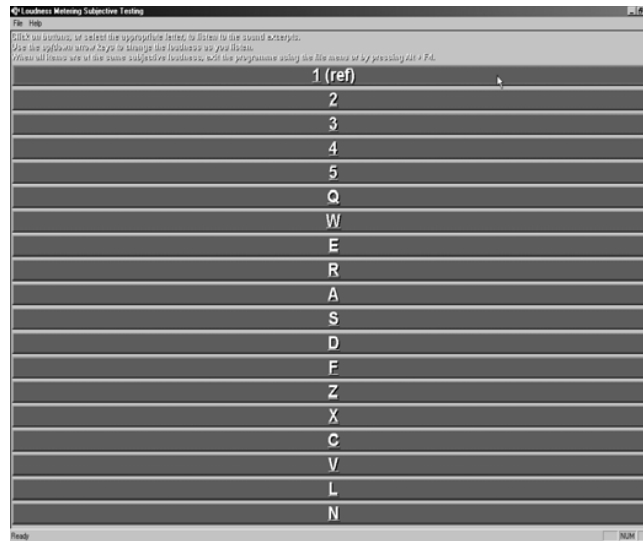 Loudness Metering Subjective Testing
File Help
Click on buttons, or select the appropriate letter, to listen to the sound excerpts.
Use the up/down arrow keys to change the loudness as you listen.
When all items are at the same subjective loudness, exit the programme using the file menu or by pressing Alt + F4.
1 (ref)
2
3
4
5
Q
W
E
R
A
S
D
F
Z
X
C
V
L
N
Ready NUM